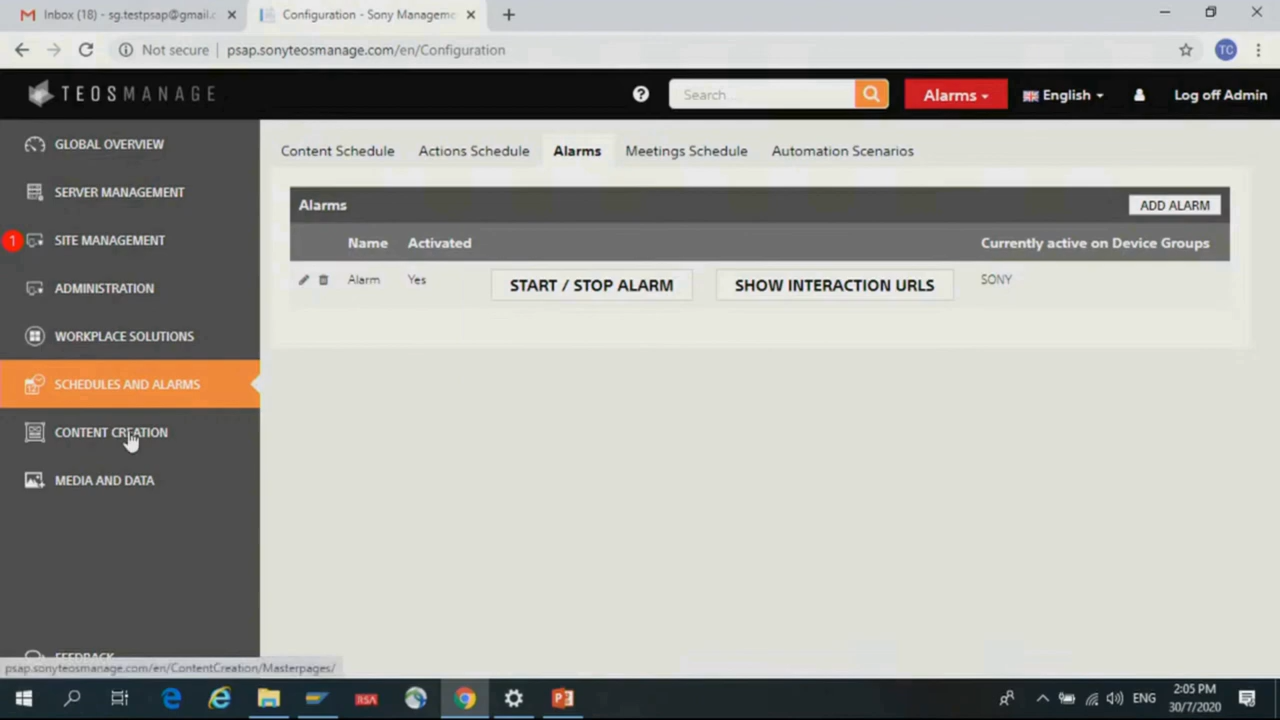 Inbox (18) - sg.testpsap@gmail.c
Configuration - Sony Manageme
Not secure | psap.sonyteosmanage.com/en/Configuration
TC
TEOSMANAGE
Search...
Alarms
English
Log off Admin
GLOBAL OVERVIEW
SERVER MANAGEMENT
1
SITE MANAGEMENT
ADMINISTRATION
WORKPLACE SOLUTIONS
SCHEDULES AND ALARMS
CONTENT CREATION
MEDIA AND DATA
FEEDBACK
Content Schedule
Actions Schedule
Alarms
Meetings Schedule
Automation Scenarios
Alarms
ADD ALARM
Name
Activated
Currently active on Device Groups
Alarm
Yes
START / STOP ALARM
SHOW INTERACTION URLS
SONY
psap.sonyteosmanage.com/en/ContentCreation/Masterpages/
RSA
ENG
2:05 PM
30/7/2020